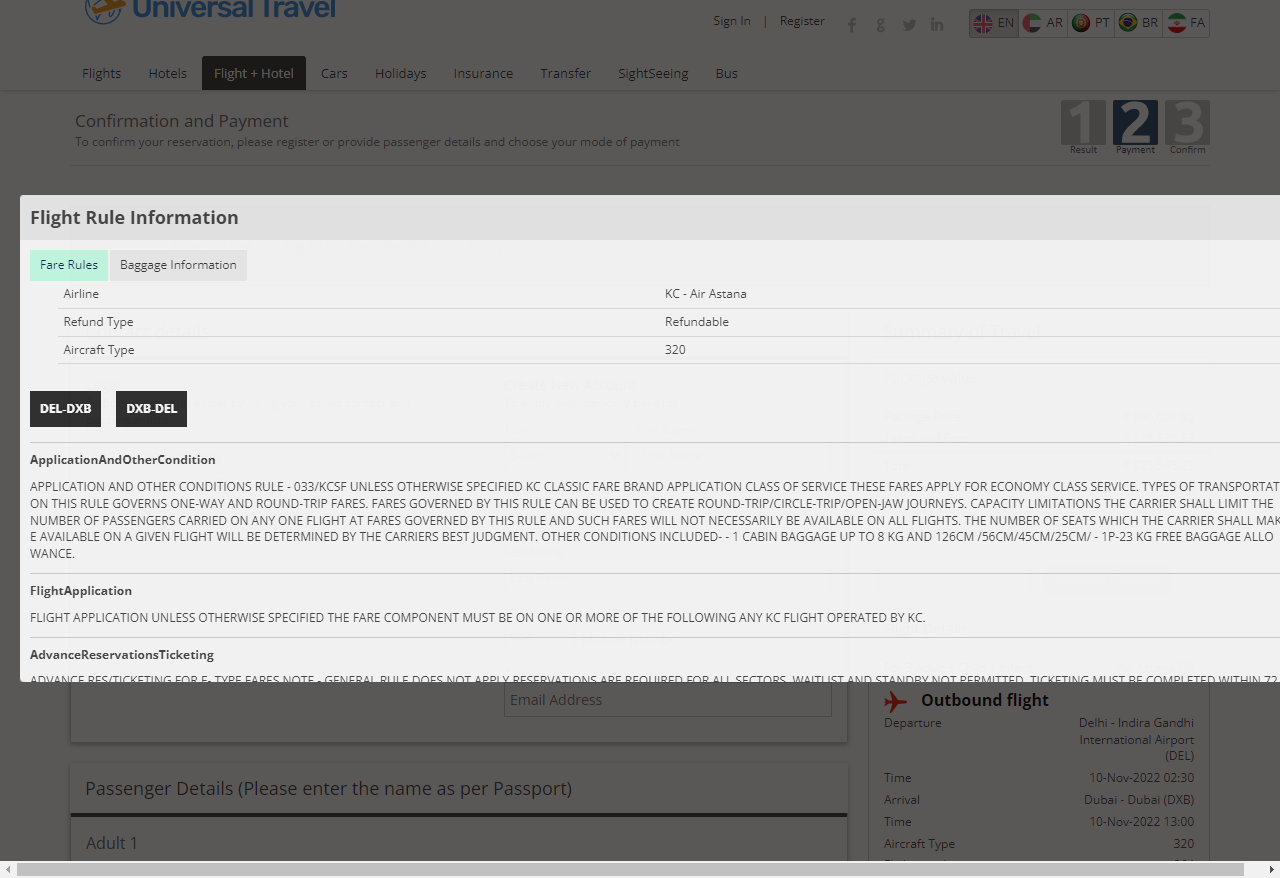 Universal Travel
Sign In | Register
EN AR PT BR FA
Flights Hotels Flight + Hotel Cars Holidays Insurance Transfer SightSeeing Bus
Confirmation and Payment
To confirm your reservation, please register or provide passenger details and choose your mode of payment
1 2 3
Result Payment Confirm
Flight Rule Information
Fare Rules Baggage Information
Airline KC - Air Astana
Refund Type Refundable
Aircraft Type 320
DEL-DXB DXB-DEL
ApplicationAndOtherCondition
APPLICATION AND OTHER CONDITIONS RULE - 033/KCSF UNLESS OTHERWISE SPECIFIED KC CLASSIC FARE BRAND APPLICATION CLASS OF SERVICE THESE FARES APPLY FOR ECONOMY CLASS SERVICE. TYPES OF TRANSPORTAT
ON THIS RULE GOVERNS ONE-WAY AND ROUND-TRIP FARES. FARES GOVERNED BY THIS RULE CAN BE USED TO CREATE ROUND-TRIP/CIRCLE-TRIP/OPEN-JAW JOURNEYS. CAPACITY LIMITATIONS THE CARRIER SHALL LIMIT THE
NUMBER OF PASSENGERS CARRIED ON ANY ONE FLIGHT AT FARES GOVERNED BY THIS RULE AND SUCH FARES WILL NOT NECESSARILY BE AVAILABLE ON ALL FLIGHTS. THE NUMBER OF SEATS WHICH THE CARRIER SHALL MAK
E AVAILABLE ON A GIVEN FLIGHT WILL BE DETERMINED BY THE CARRIERS BEST JUDGMENT. OTHER CONDITIONS INCLUDED- - 1 CABIN BAGGAGE UP TO 8 KG AND 126CM /56CM/45CM/25CM/ - 1P-23 KG FREE BAGGAGE ALLO
WANCE.
FlightApplication
FLIGHT APPLICATION UNLESS OTHERWISE SPECIFIED THE FARE COMPONENT MUST BE ON ONE OR MORE OF THE FOLLOWING ANY KC FLIGHT OPERATED BY KC.
AdvanceReservationsTicketing
ADVANCE RES/TICKETING FOR E- TYPE FARES NOTE - GENERAL RULE DOES NOT APPLY RESERVATIONS ARE REQUIRED FOR ALL SECTORS. WAITLIST AND STANDBY NOT PERMITTED. TICKETING MUST BE COMPLETED WITHIN 72
Email Address
Outbound flight
Departure Delhi - Indira Gandhi
International Airport
(DEL)
Time 10-Nov-2022 02:30
Arrival Dubai - Dubai (DXB)
Time 10-Nov-2022 13:00
Aircraft Type 320
Passenger Details (Please enter the name as per Passport)
Adult 1